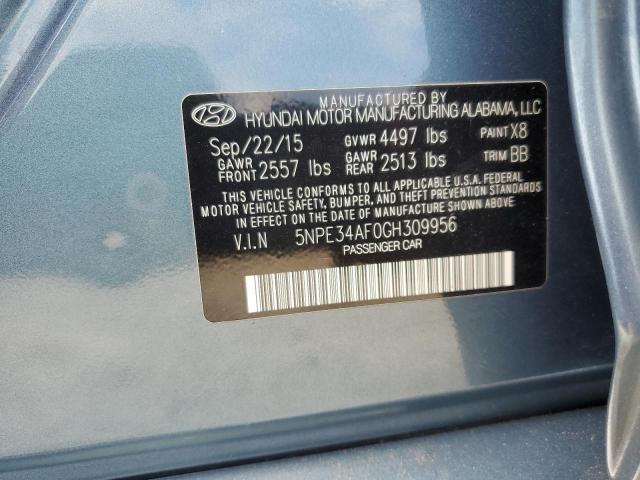 MANUFACTURED BY
HYUNDAI MOTOR MANUFACTURING ALABAMA, LLC
Sep/22/15 GVWR 4497 lbs PAINT X8
GAWR FRONT 2557 lbs GAWR REAR 2513 lbs TRIM BB
THIS VEHICLE CONFORMS TO ALL APPLICABLE U.S.A. FEDERAL
MOTOR VEHICLE SAFETY, BUMPER, AND THEFT PREVENTION STANDARDS
IN EFFECT ON THE DATE OF MANUFACTURE SHOWN ABOVE
V.I.N 5NPE34AF0GH309956
PASSENGER CAR